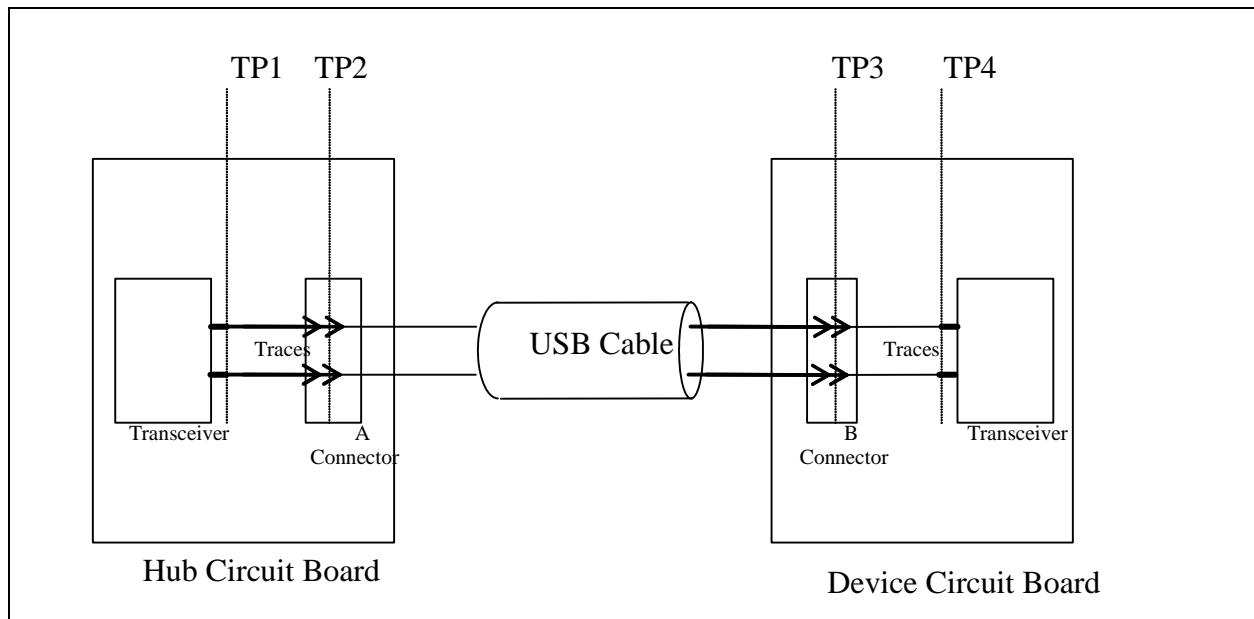 TP1 TP2 TP3 TP4
Traces
USB Cable
Traces
Transceiver
A
Connector
B
Connector
Transceiver
Hub Circuit Board
Device Circuit Board